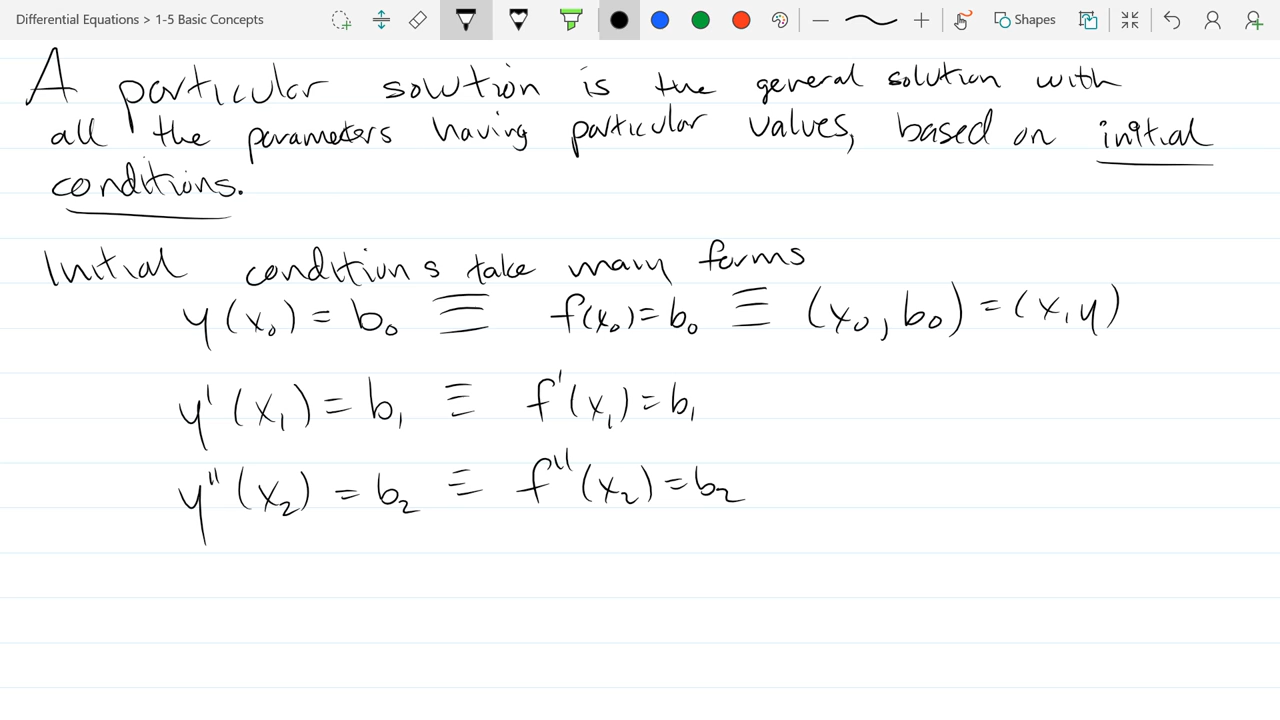 Differential Equations > 1-5 Basic Concepts Shapes
A particular solution is the general solution with
all the parameters having particular values, based on initial
conditions.
Initial conditions take many forms
y(x₀) = b₀ ≡ f(x₀) = b₀ ≡ (x₀, b₀) = (x, y)
y'(x₁) = b₁ ≡ f'(x₁) = b₁
y''(x₂) = b₂ ≡ f''(x₂) = b₂